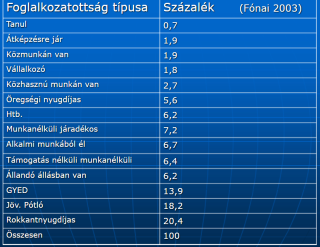 Foglalkozatottság típusa Százalék (Fónai 2003)
Tanul 0,7
Átképzésre jár 1,9
Közmunkán van 1,9
Vállalkozó 1,8
Közhasznú munkán van 2,7
Öregségi nyugdíjas 5,6
Htb. 6,2
Munkanélküli járadékos 7,2
Alkalmi munkából él 6,7
Támogatás nélküli munkanélküli 6,4
Állandó állásban van 6,2
GYED 13,9
Jöv. Pótló 18,2
Rokkantnyugdíjas 20,4
Összesen 100